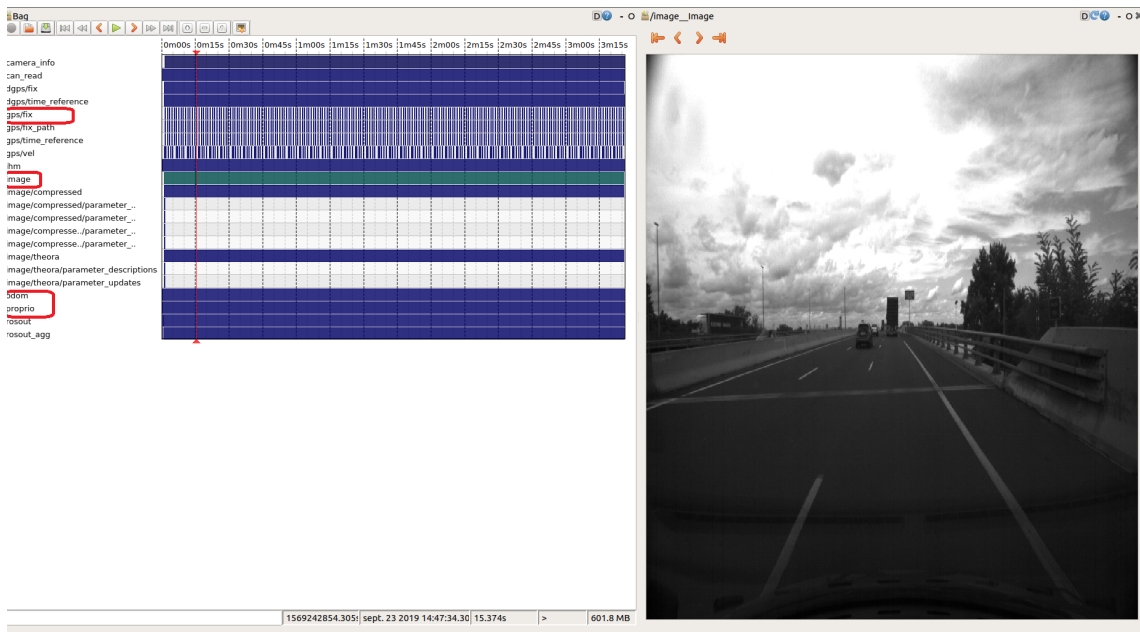 Bag
D
- O
/image__Image
D
- O
0m00s 0m15s 0m30s 0m45s 1m00s 1m15s 1m30s 1m45s 2m00s 2m15s 2m30s 2m45s 3m00s 3m15s
camera_info
can_read
dgps/fix
dgps/time_reference
gps/fix
gps/fix_path
gps/time_reference
gps/vel
ihm
image
image/compressed
image/compressed/parameter_..
image/compressed/parameter_..
image/compresse../parameter_..
image/compresse../parameter_..
image/theora
image/theora/parameter_descriptions
image/theora/parameter_updates
odom
proprio
rosout
rosout_agg
1569242854.305s sept. 23 2019 14:47:34.30 15.374s > 601.8 MB